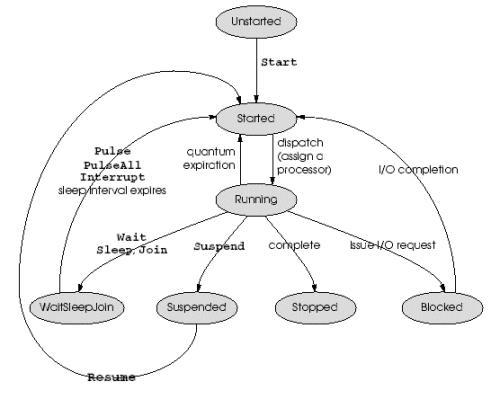 Unstarted
Start
Started
Pulse
PulseAll
Interrupt
sleep interval expires
quantum
expiration
dispatch
(assign a
processor)
I/O completion
Running
Wait
Sleep, Join
Suspend
complete
Issue I/O request
WaitSleepJoin
Suspended
Stopped
Blocked
Resume